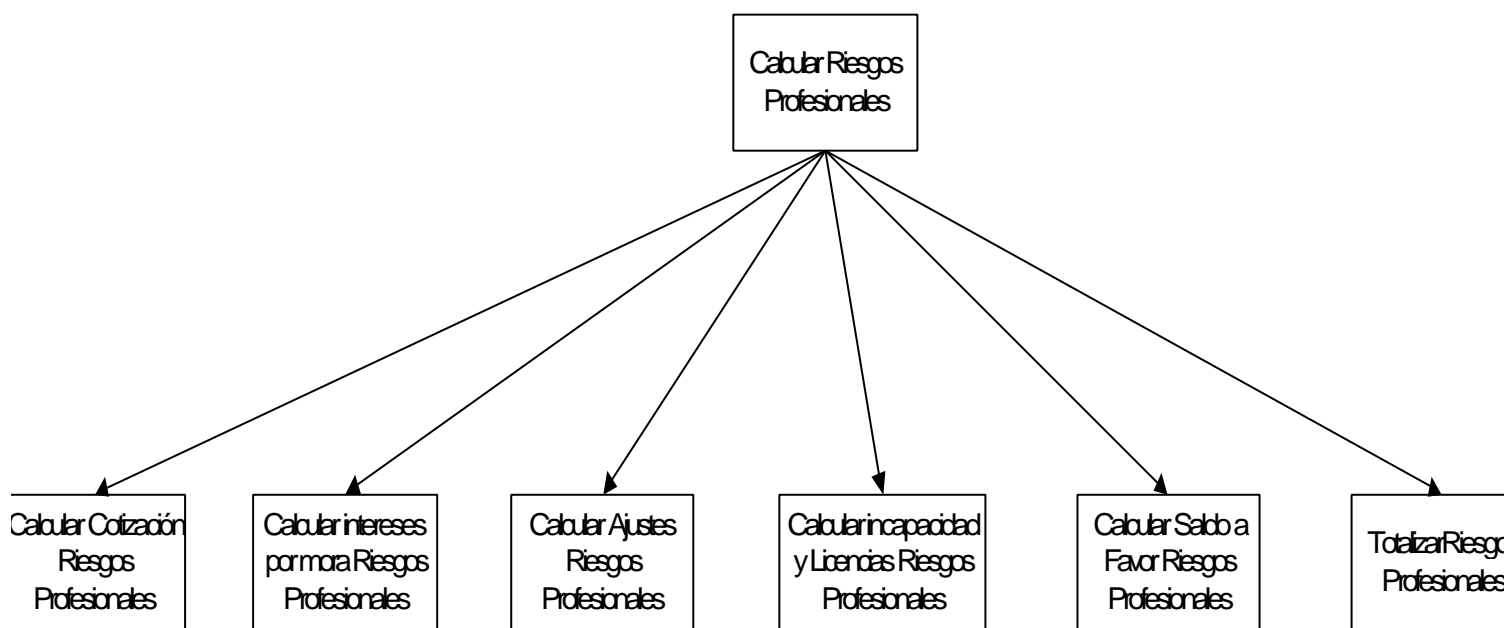 Calcular Riesgos
Profesionales
Calcular Cotización
Riesgos
Profesionales
Calcular intereses
por mora Riesgos
Profesionales
Calcular Ajustes
Riesgos
Profesionales
Calcular incapacidad
y Licencias Riesgos
Profesionales
Calcular Saldo a
Favor Riesgos
Profesionales
Totalizar Riesgo
Profesionales